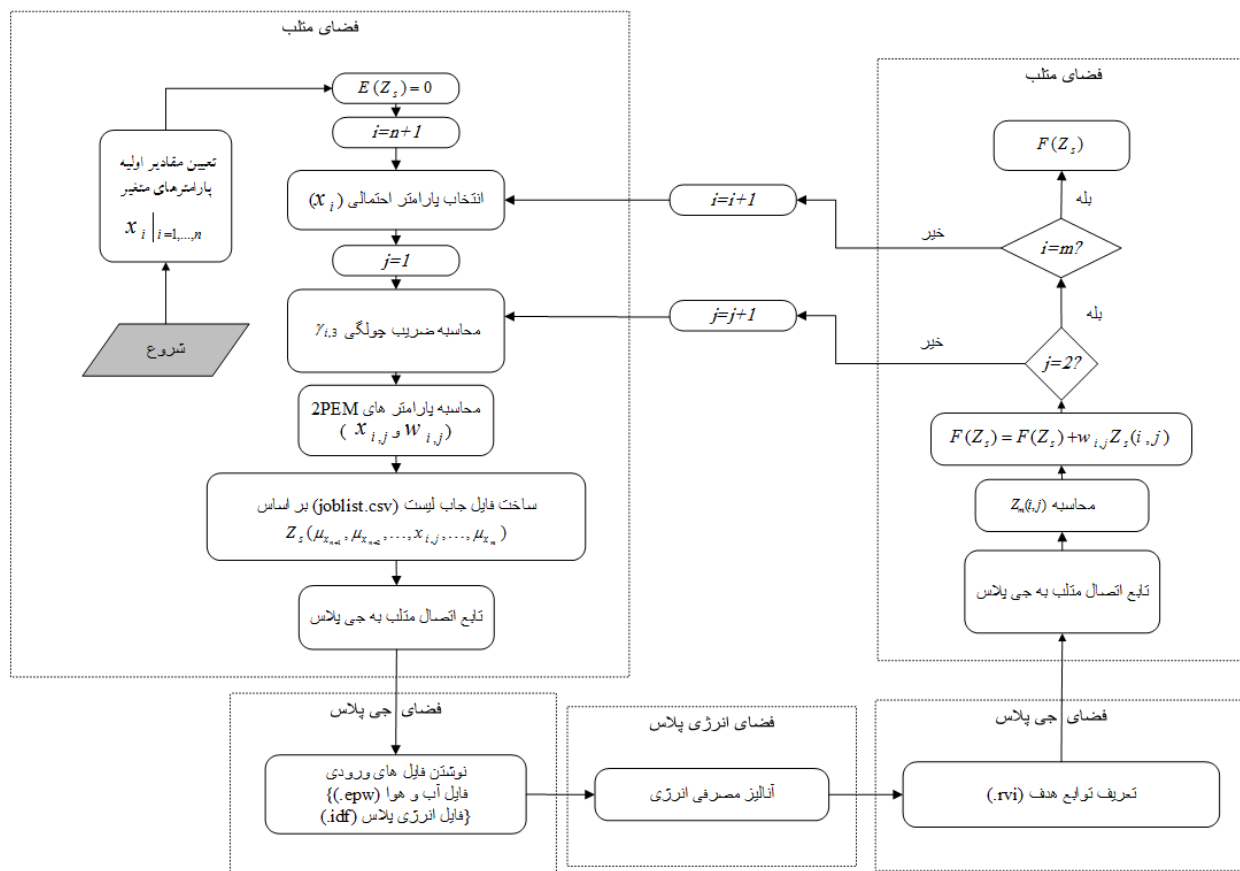 فضای متلب
E(Z_s)=0
i=n+1
تعیین مقادیر اولیه
پارامترهای متغیر
x_i|_{i=1,...,n}
شروع
انتخاب پارامتر احتمالی (x_i)
j=1
محاسبه ضریب چولگی γ_{i,3}
محاسبه پارامتر های 2PEM
(w_{i,j} و x_{i,j})
ساخت فایل جاب لیست (joblist.csv) بر اساس
Z_s(μ_{x_{n+1}}, μ_{x_{n+2}},..., x_{i,j},..., μ_{x_m})
تابع اتصال متلب به جی پلاس
i=i+1
خیر
j=j+1
خیر
فضای متلب
F(Z_s)
بله
i=m?
بله
j=2?
F(Z_s)=F(Z_s)+w_{i,j}Z_s(i,j)
محاسبه Z_m(i,j)
تابع اتصال متلب به جی پلاس
فضای جی پلاس
نوشتن فایل های ورودی
{فایل آب و هوا (.epw)
فایل انرژی پلاس (.idf)}
فضای انرژی پلاس
آنالیز مصرفی انرژی
فضای جی پلاس
تعریف توابع هدف (.rvi)